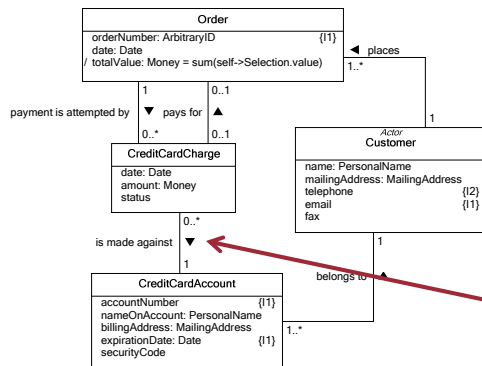 Order
orderNumber: ArbitraryID {I1}
date: Date
/ totalValue: Money = sum(self->Selection.value)
places
1..*
1 0..1
payment is attempted by pays for
0..* 0..1
1
Actor
Customer
name: PersonalName
mailingAddress: MailingAddress
telephone {I2}
email {I1}
fax
CreditCardCharge
date: Date
amount: Money
status
0..*
is made against
1
1
belongs to
CreditCardAccount
accountNumber {I1}
nameOnAccount: PersonalName
billingAddress: MailingAddress
expirationDate: Date {I1}
securityCode
1..*